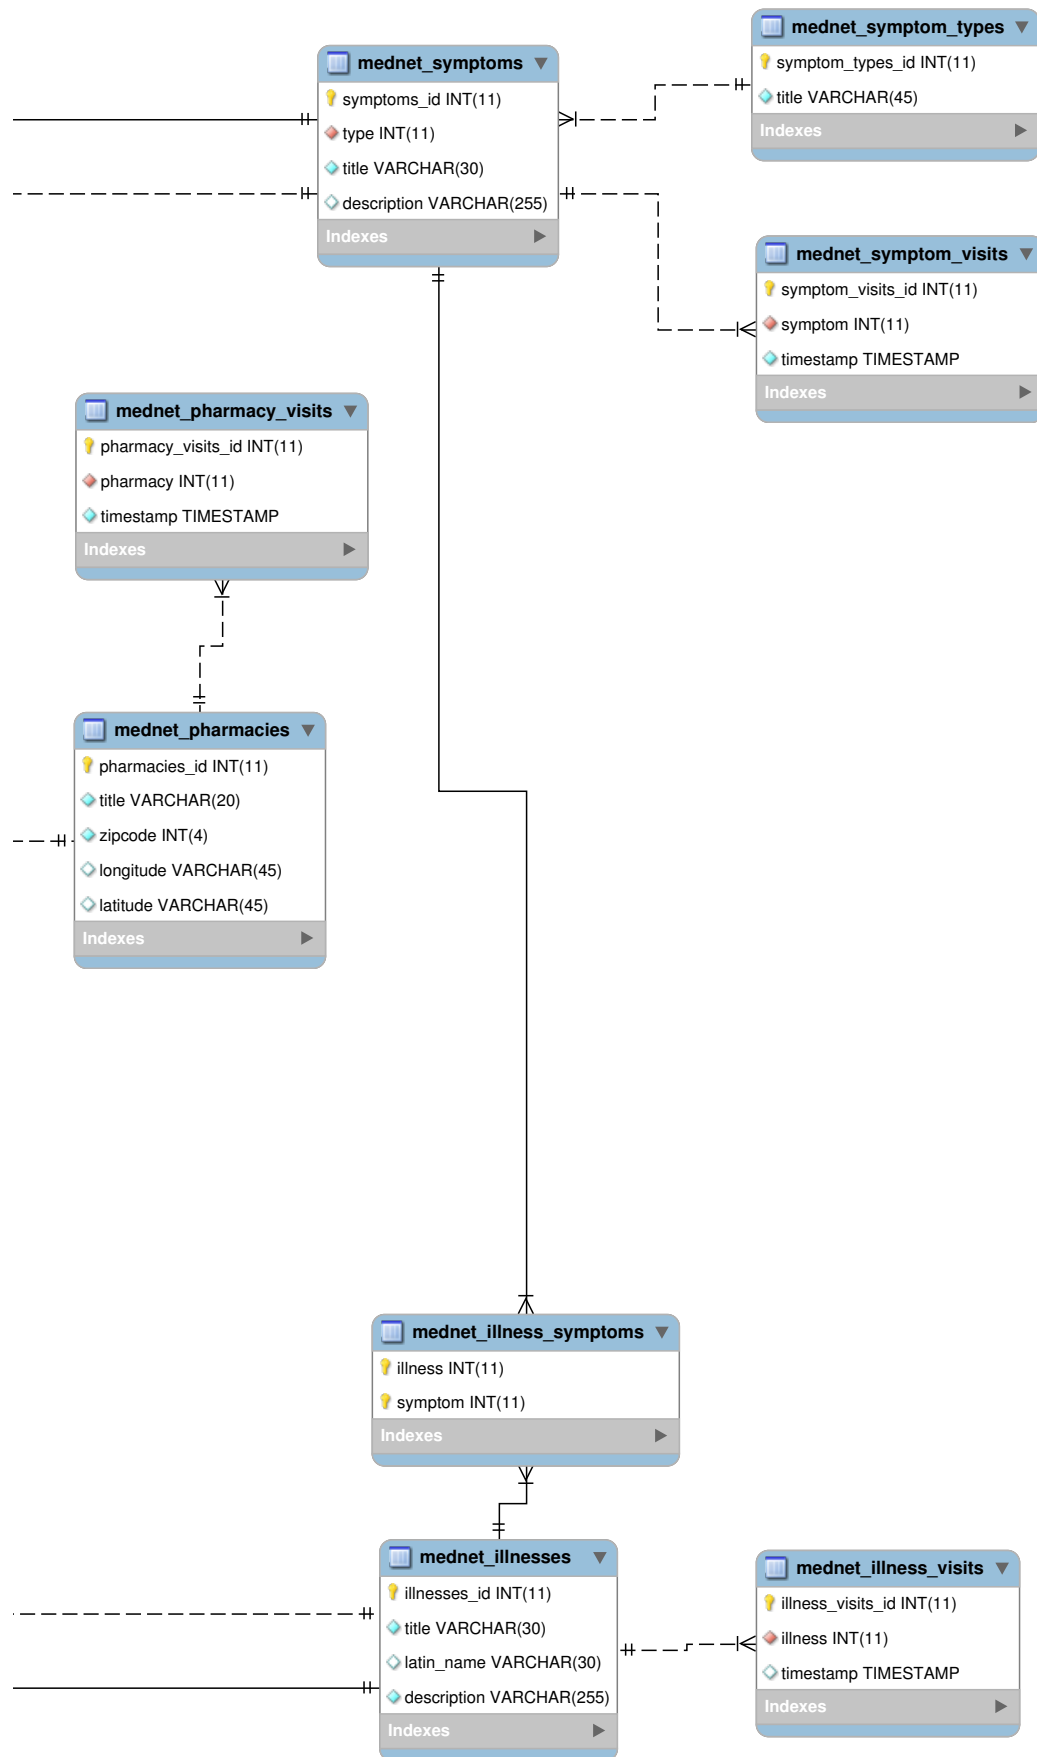 mednet_symptoms
symptoms_id INT(11)
type INT(11)
title VARCHAR(30)
description VARCHAR(255)
Indexes
mednet_symptom_types
symptom_types_id INT(11)
title VARCHAR(45)
Indexes
mednet_symptom_visits
symptom_visits_id INT(11)
symptom INT(11)
timestamp TIMESTAMP
Indexes
mednet_pharmacy_visits
pharmacy_visits_id INT(11)
pharmacy INT(11)
timestamp TIMESTAMP
Indexes
mednet_pharmacies
pharmacies_id INT(11)
title VARCHAR(20)
zipcode INT(4)
longitude VARCHAR(45)
latitude VARCHAR(45)
Indexes
mednet_illness_symptoms
illness INT(11)
symptom INT(11)
Indexes
mednet_illnesses
illnesses_id INT(11)
title VARCHAR(30)
latin_name VARCHAR(30)
description VARCHAR(255)
Indexes
mednet_illness_visits
illness_visits_id INT(11)
illness INT(11)
timestamp TIMESTAMP
Indexes